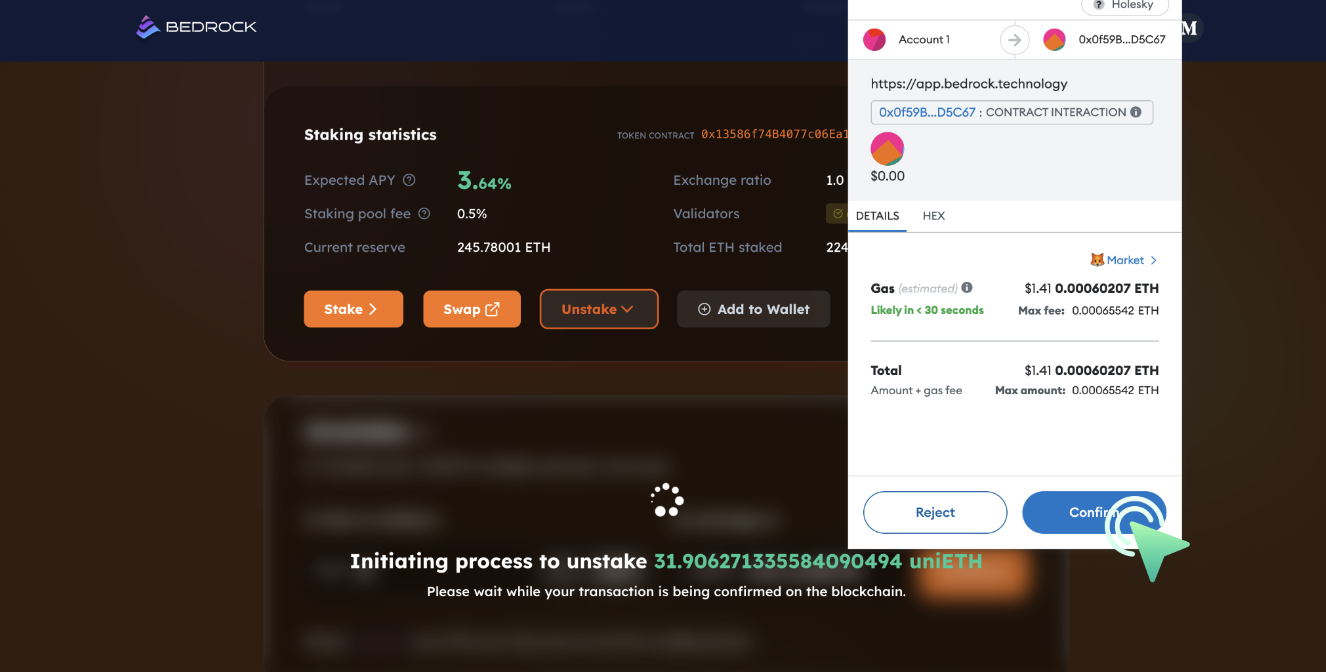 BEDROCK
Staking statistics
TOKEN CONTRACT 0x13586f74B4077c06Ea1
Expected APY ? 3.64% Exchange ratio 1.0
Staking pool fee ? 0.5% Validators
Current reserve 245.78001 ETH Total ETH staked 224
Stake Swap Unstake Add to Wallet
Initiating process to unstake 31.906271335584090494 uniETH
Please wait while your transaction is being confirmed on the blockchain.
? Holesky
M
Account 1 0x0f59B...D5C67
https://app.bedrock.technology
0x0f59B...D5C67 : CONTRACT INTERACTION
$0.00
DETAILS HEX
Market >
Gas (estimated) $1.41 0.00060207 ETH
Likely in < 30 seconds Max fee: 0.00065542 ETH
Total $1.41 0.00060207 ETH
Amount + gas fee Max amount: 0.00065542 ETH
Reject Confirm